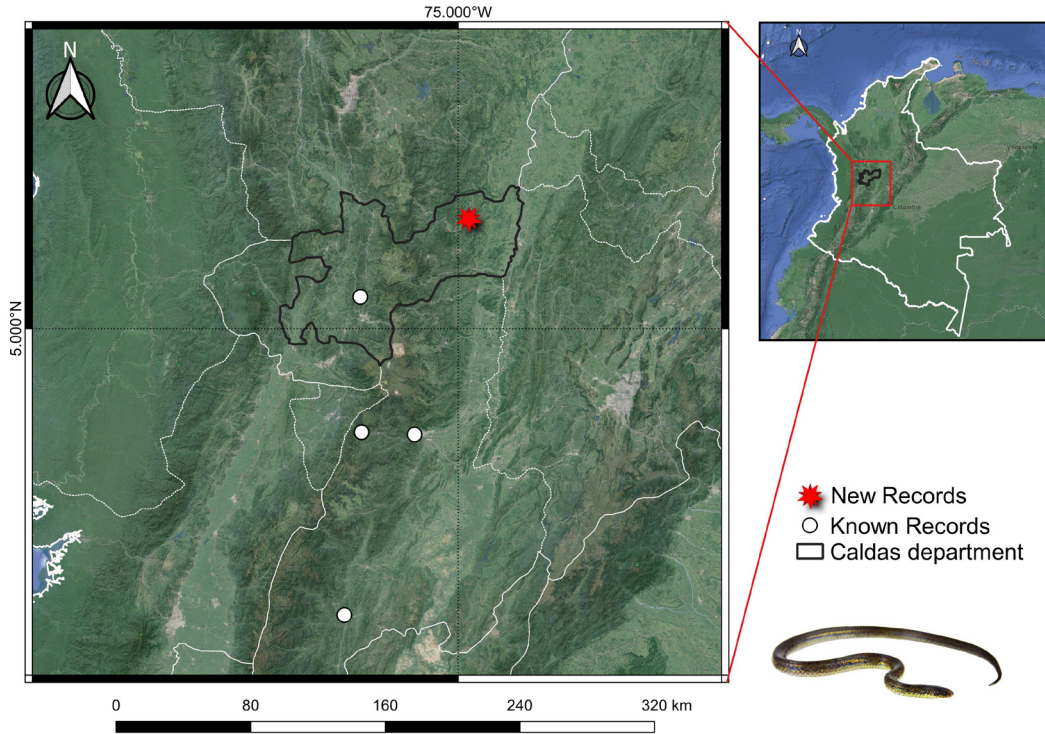 75.000°W
N
N
5.000°N
Colombia
New Records
Known Records
Caldas department
0 80 160 240 320 km